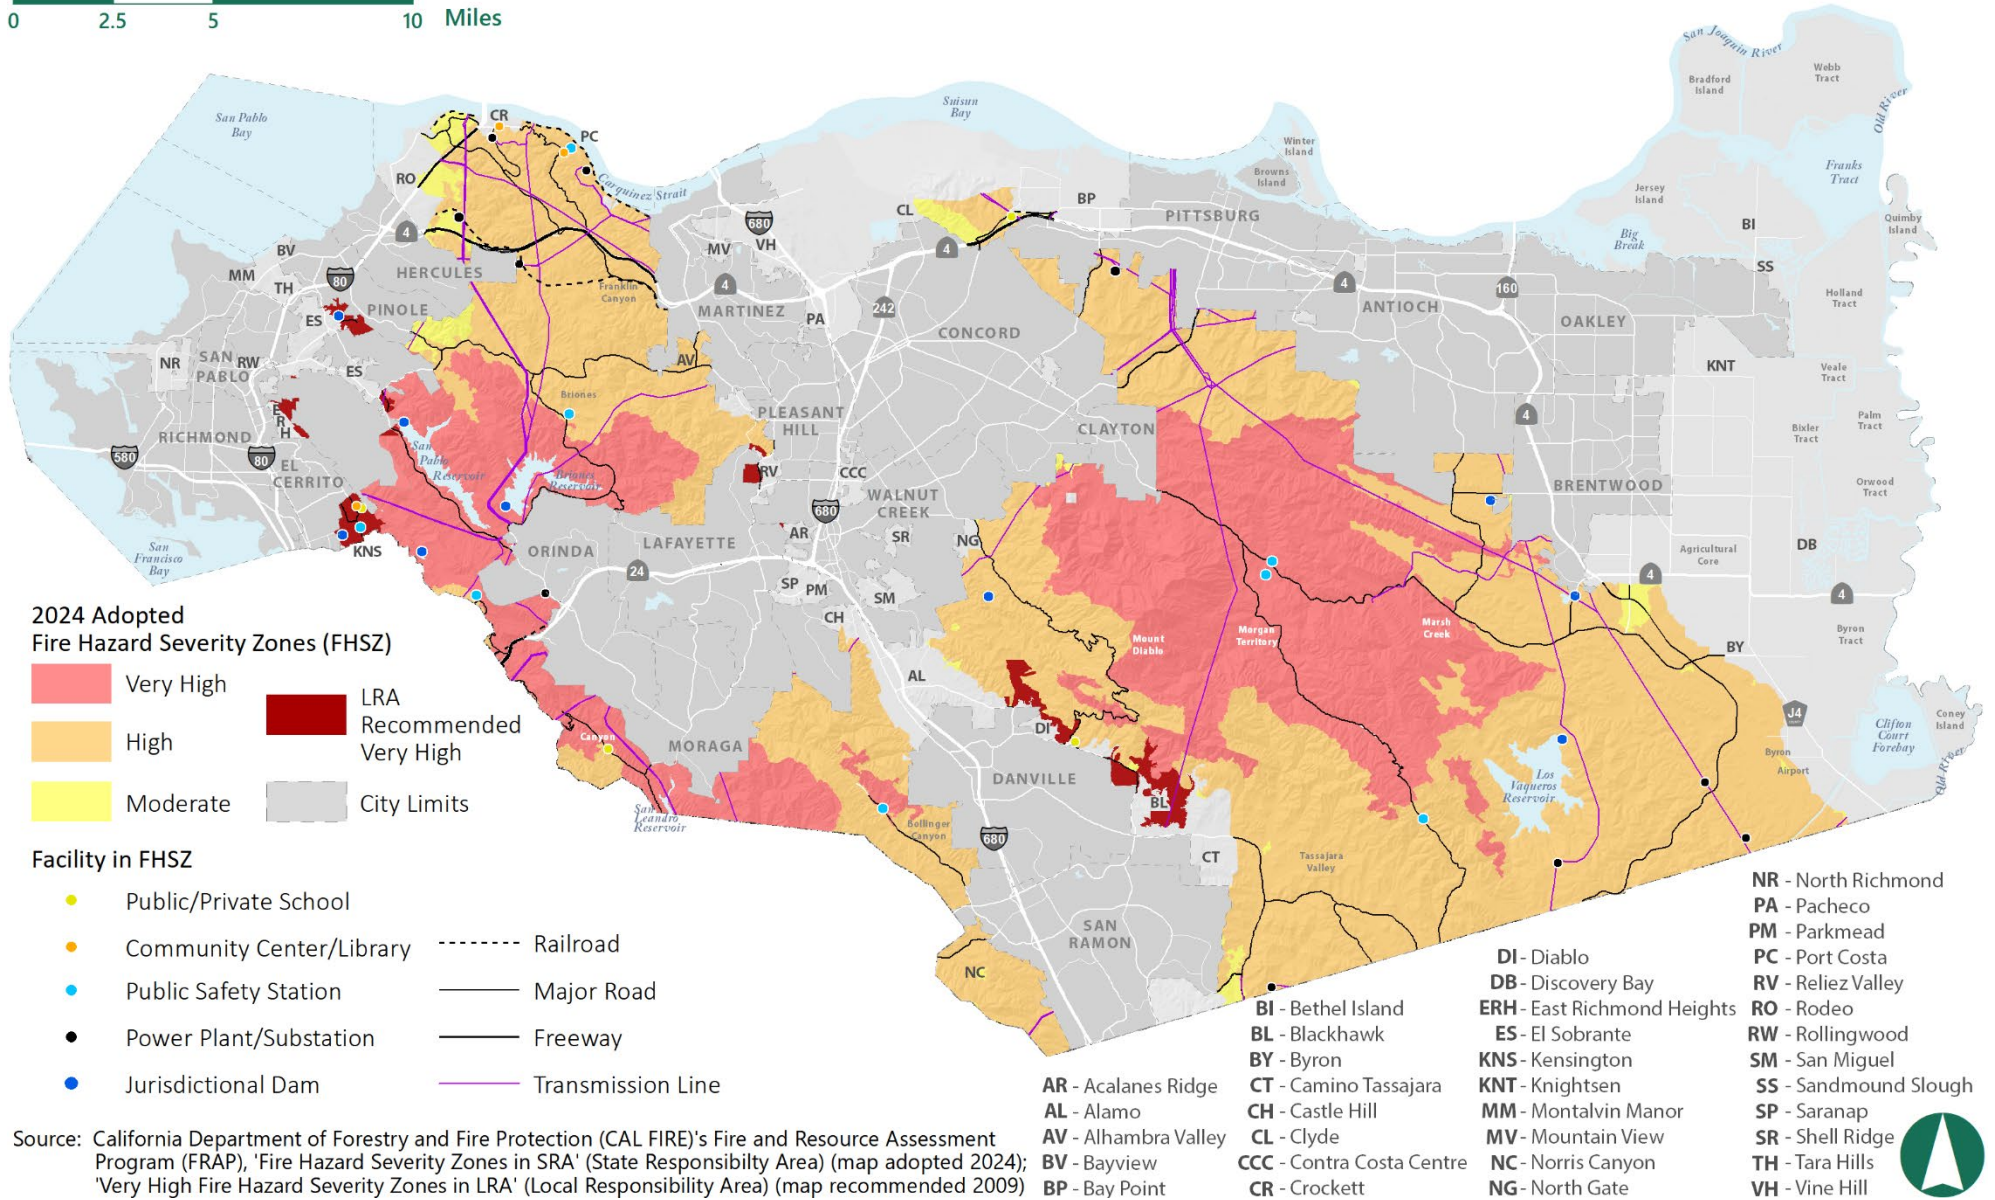 0 2.5 5 10 Miles
San Joaquin River
Bradford
Island
Webb
Tract
Old River
San Pablo
Bay
Suisun
Bay
CR
PC
Winter
Island
Browns
Island
Franks
Tract
RO
Carquinez Strait
Jersey
Island
CL
BP
PITTSBURG
BI
Quimby
Island
680
4
MV
VH
4
Big
Break
BV
MM
TH
80
HERCULES
Franklin
Canyon
4
242
4
160
SS
Holland
Tract
ES
PINOLE
MARTINEZ
PA
CONCORD
ANTIOCH
OAKLEY
NR
SAN
PABLO
RW
ES
AV
KNT
Veale
Tract
Briones
E
R
H
RICHMOND
PLEASANT
HILL
CLAYTON
4
Palm
Tract
Bixler
Tract
580
80
EL
CERRITO
San
Pablo
Reservoir
Briones
Reservoir
RV
CCC
WALNUT
CREEK
680
BRENTWOOD
Orwood
Tract
San
Francisco
Bay
KNS
ORINDA
LAFAYETTE
AR
SR
NG
Agricultural
Core
DB
24
SP
PM
SM
CH
4
4
Mount
Diablo
Morgan
Territory
Marsh
Creek
Byron
Tract
BY
AL
J4
Clifton
Court
Forebay
Coney
Island
Canyon
MORAGA
DI
DANVILLE
BL
Byron
Airport
Old River
San
Leandro
Reservoir
Bollinger
Canyon
680
Los
Vaqueros
Reservoir
CT
Tassajara
Valley
SAN
RAMON
NC
2024 Adopted
Fire Hazard Severity Zones (FHSZ)
Very High
High
Moderate
LRA
Recommended
Very High
City Limits
Facility in FHSZ
Public/Private School
Community Center/Library
Public Safety Station
Power Plant/Substation
Jurisdictional Dam
Railroad
Major Road
Freeway
Transmission Line
AR - Acalanes Ridge
AL - Alamo
AV - Alhambra Valley
BV - Bayview
BP - Bay Point
BI - Bethel Island
BL - Blackhawk
BY - Byron
CT - Camino Tassajara
CH - Castle Hill
CL - Clyde
CCC - Contra Costa Centre
CR - Crockett
DI - Diablo
DB - Discovery Bay
ERH - East Richmond Heights
ES - El Sobrante
KNS - Kensington
KNT - Knightsen
MM - Montalvin Manor
MV - Mountain View
NC - Norris Canyon
NG - North Gate
NR - North Richmond
PA - Pacheco
PM - Parkmead
PC - Port Costa
RV - Reliez Valley
RO - Rodeo
RW - Rollingwood
SM - San Miguel
SS - Sandmound Slough
SP - Saranap
SR - Shell Ridge
TH - Tara Hills
VH - Vine Hill
Source: California Department of Forestry and Fire Protection (CAL FIRE)'s Fire and Resource Assessment
Program (FRAP), 'Fire Hazard Severity Zones in SRA' (State Responsibilty Area) (map adopted 2024);
'Very High Fire Hazard Severity Zones in LRA' (Local Responsibility Area) (map recommended 2009)